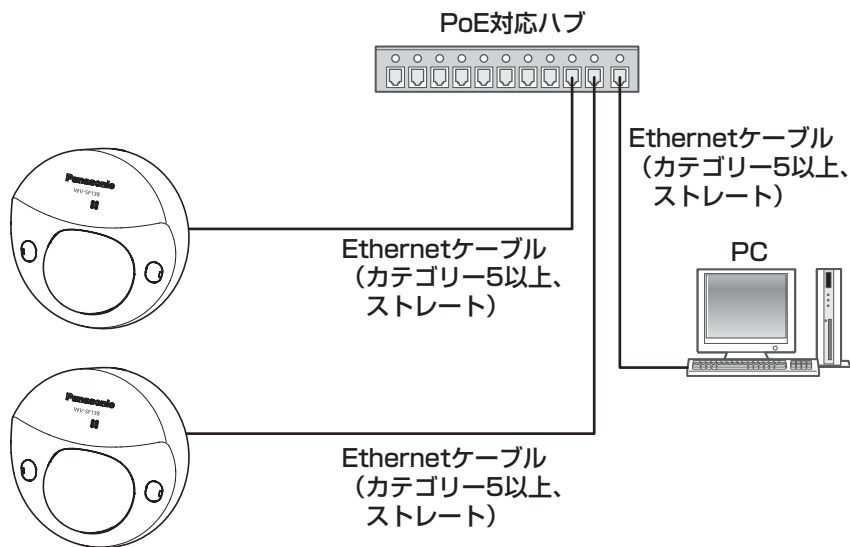 PoE対応ハブ
Ethernetケーブル
（カテゴリー5以上、
ストレート）
PC
Panasonic
WV-SF138
Ethernetケーブル
（カテゴリー5以上、
ストレート）
Panasonic
WV-SF138
Ethernetケーブル
（カテゴリー5以上、
ストレート）